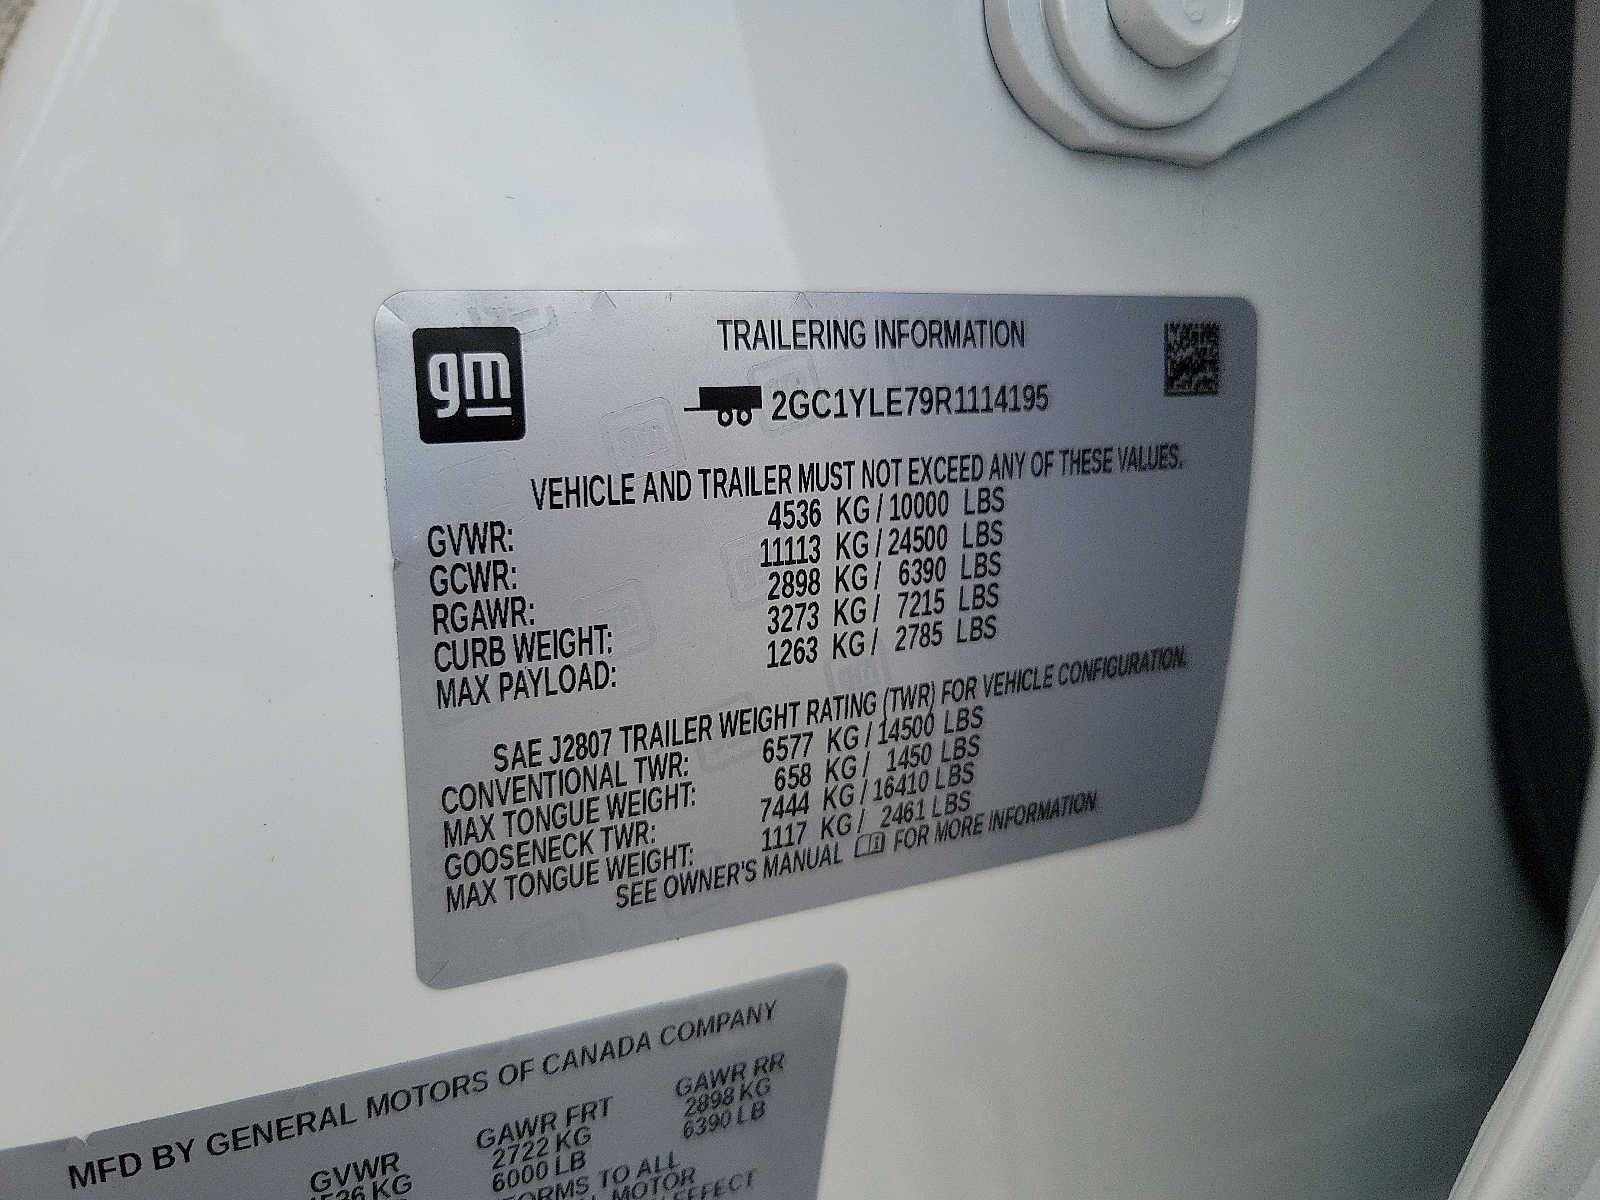 gm
TRAILERING INFORMATION
2GC1YLE79R1114195
VEHICLE AND TRAILER MUST NOT EXCEED ANY OF THESE VALUES.
GVWR: 4536 KG / 10000 LBS
GCWR: 11113 KG / 24500 LBS
RGAWR: 2898 KG / 6390 LBS
CURB WEIGHT: 3273 KG / 7215 LBS
MAX PAYLOAD: 1263 KG / 2785 LBS
SAE J2807 TRAILER WEIGHT RATING (TWR) FOR VEHICLE CONFIGURATION.
CONVENTIONAL TWR: 6577 KG / 14500 LBS
MAX TONGUE WEIGHT: 658 KG / 1450 LBS
GOOSENECK TWR: 7444 KG / 16410 LBS
MAX TONGUE WEIGHT: 1117 KG / 2461 LBS
SEE OWNER'S MANUAL FOR MORE INFORMATION
MFD BY GENERAL MOTORS OF CANADA COMPANY
GVWR GAWR FRT GAWR RR
KG 2722 KG 2898 KG
6000 LB 6390 LB
TO ALL
MOTOR
EFFECT